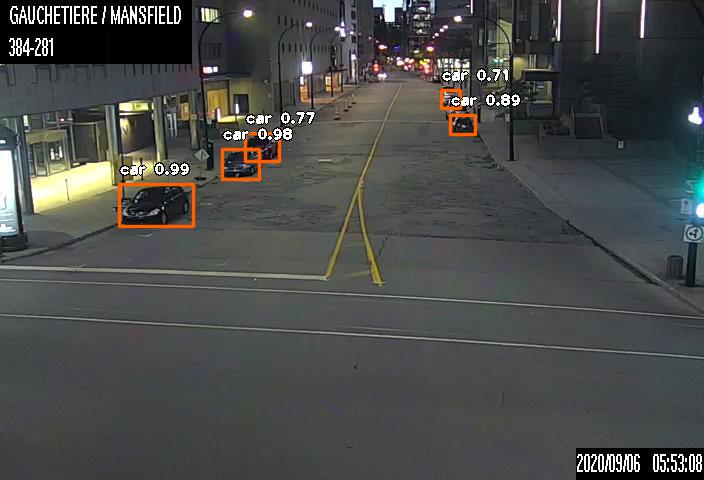 GAUCHETIERE / MANSFIELD
384-281
car 0.71
car 0.89
car 0.77
car 0.98
car 0.99
2020/09/06 05:53:08